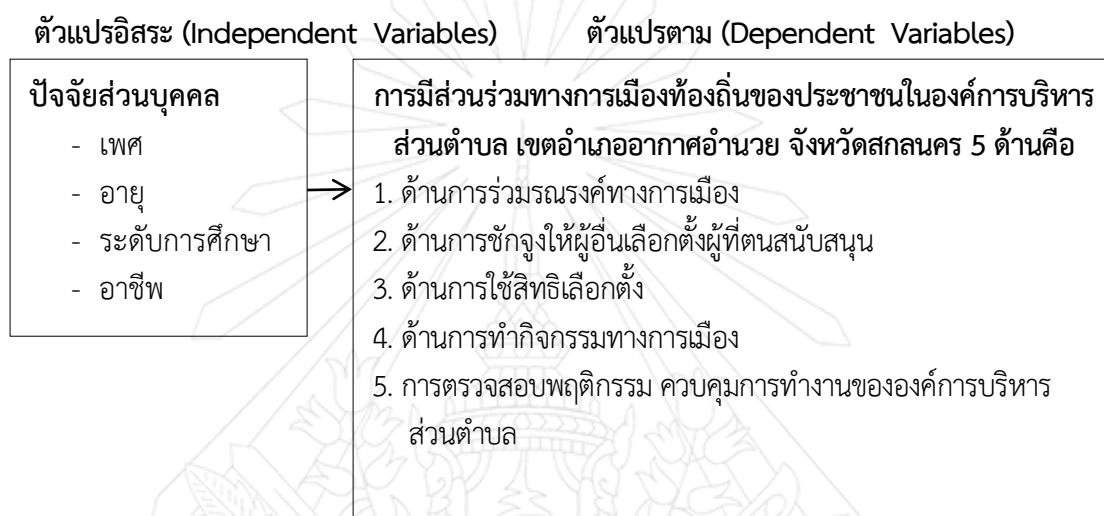 ตัวแปรอิสระ (Independent Variables) ตัวแปรตาม (Dependent Variables)
ปัจจัยส่วนบุคคล
- เพศ
- อายุ
- ระดับการศึกษา
- อาชีพ
การมีส่วนร่วมทางการเมืองท้องถิ่นของประชาชนในองค์การบริหาร
ส่วนตำบล เขตอำเภออากาศอำนวย จังหวัดสกลนคร 5 ด้านคือ
1. ด้านการร่วมรณรงค์ทางการเมือง
2. ด้านการชักจูงให้ผู้อื่นเลือกตั้งผู้ที่ตนสนับสนุน
3. ด้านการใช้สิทธิเลือกตั้ง
4. ด้านการทำกิจกรรมทางการเมือง
5. การตรวจสอบพฤติกรรม ควบคุมการทำงานขององค์การบริหาร
ส่วนตำบล